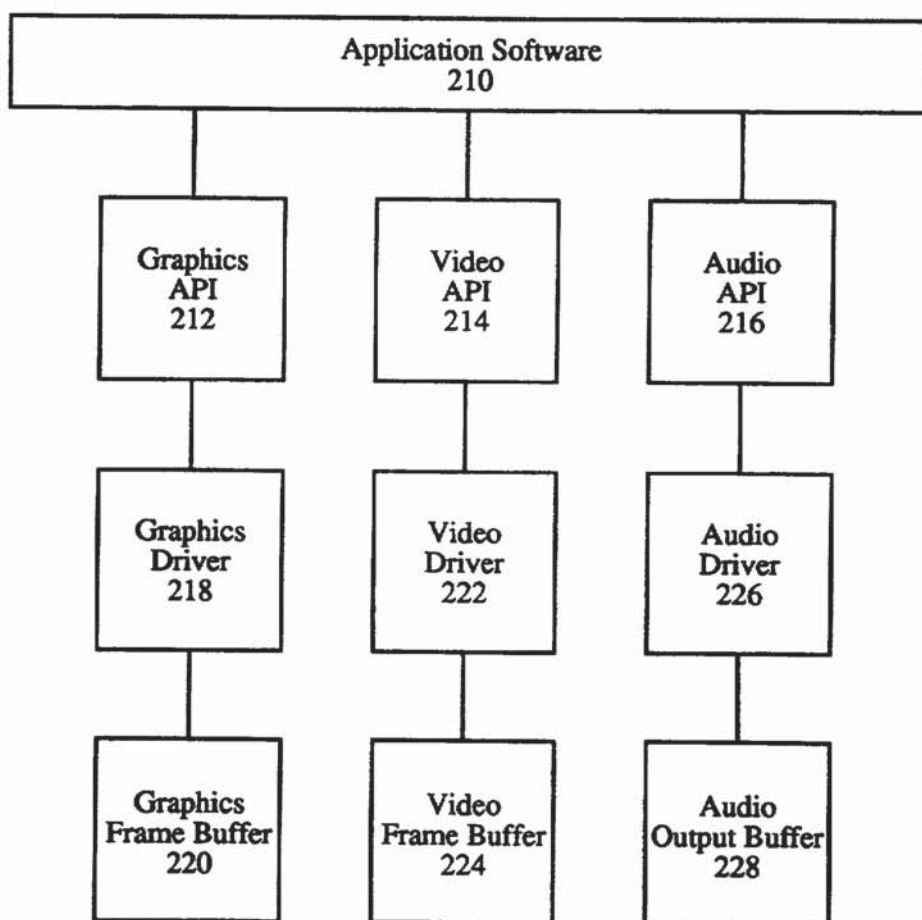 Application Software
210
Graphics
API
212
Video
API
214
Audio
API
216
Graphics
Driver
218
Video
Driver
222
Audio
Driver
226
Graphics
Frame Buffer
220
Video
Frame Buffer
224
Audio
Output Buffer
228